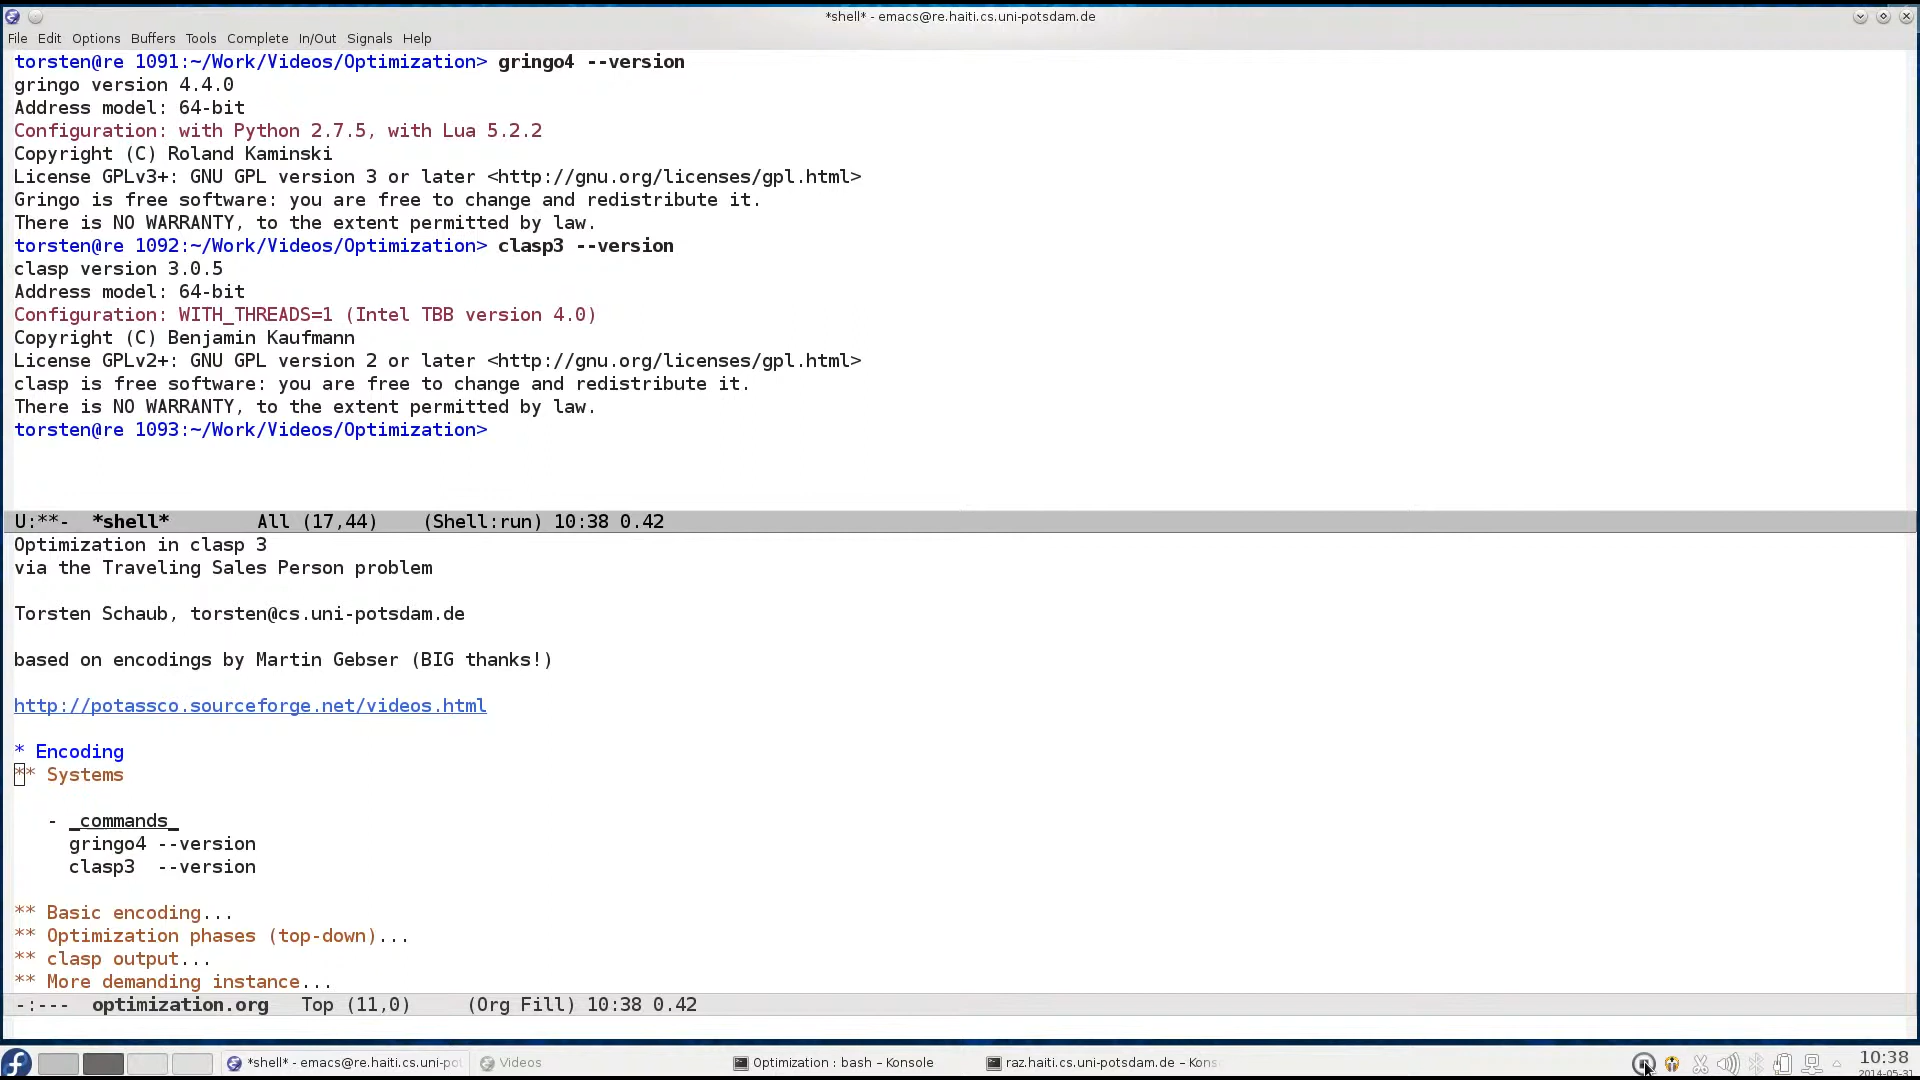 *shell* - emacs@re.haiti.cs.uni-potsdam.de
File Edit Options Buffers Tools Complete In/Out Signals Help
torsten@re 1091:~/Work/Videos/Optimization> gringo4 --version
gringo version 4.4.0
Address model: 64-bit
Configuration: with Python 2.7.5, with Lua 5.2.2
Copyright (C) Roland Kaminski
License GPLv3+: GNU GPL version 3 or later <http://gnu.org/licenses/gpl.html>
Gringo is free software: you are free to change and redistribute it.
There is NO WARRANTY, to the extent permitted by law.
torsten@re 1092:~/Work/Videos/Optimization> clasp3 --version
clasp version 3.0.5
Address model: 64-bit
Configuration: WITH_THREADS=1 (Intel TBB version 4.0)
Copyright (C) Benjamin Kaufmann
License GPLv2+: GNU GPL version 2 or later <http://gnu.org/licenses/gpl.html>
clasp is free software: you are free to change and redistribute it.
There is NO WARRANTY, to the extent permitted by law.
torsten@re 1093:~/Work/Videos/Optimization>
U:**-  *shell*        All (17,44)    (Shell:run) 10:38 0.42
Optimization in clasp 3
via the Traveling Sales Person problem
Torsten Schaub, torsten@cs.uni-potsdam.de
based on encodings by Martin Gebser (BIG thanks!)
http://potassco.sourceforge.net/videos.html
* Encoding
** Systems
- _commands_
gringo4 --version
clasp3  --version
** Basic encoding...
** Optimization phases (top-down)...
** clasp output...
** More demanding instance...
-:---  optimization.org   Top (11,0)     (Org Fill) 10:38 0.42
*shell* - emacs@re.haiti.cs.uni-pot Videos Optimization : bash – Konsole raz.haiti.cs.uni-potsdam.de – Kons 10:38
2014-05-31